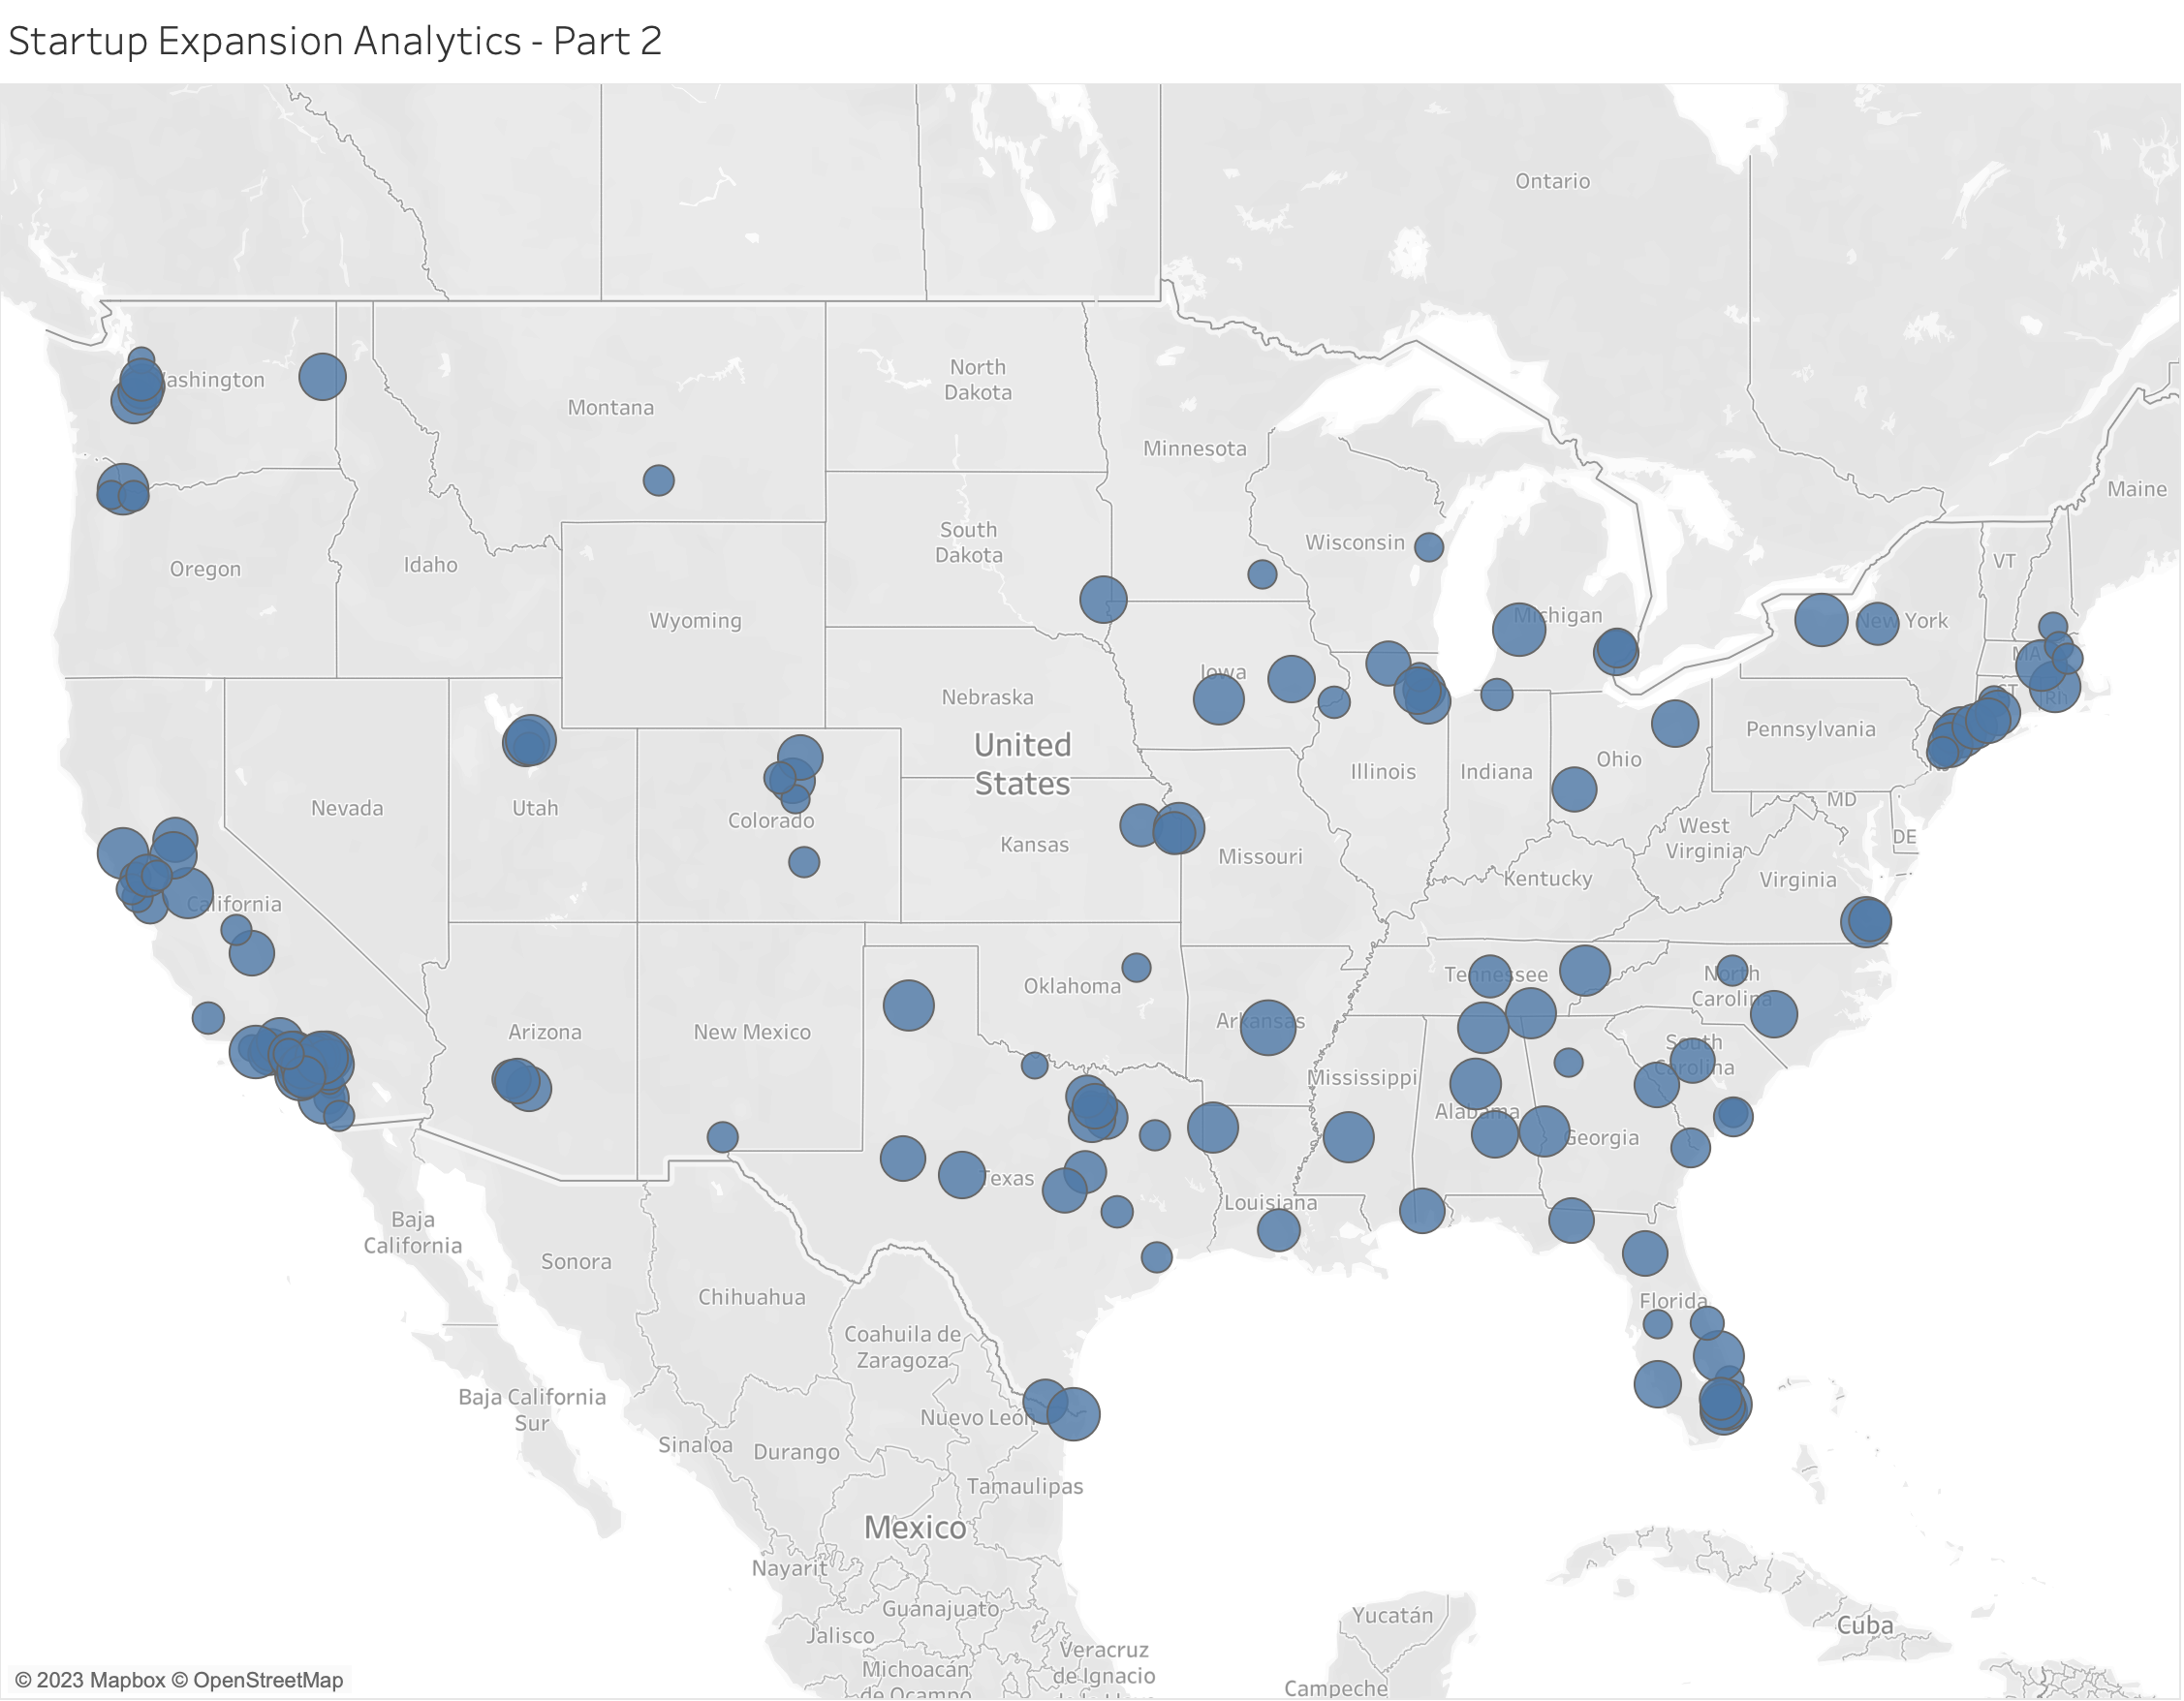 Startup Expansion Analytics - Part 2
Ontario
Washington
North
Dakota
Montana
Minnesota
Maine
South
Dakota
Wisconsin
VT
Oregon
Idaho
Michigan
New York
Wyoming
MA
Iowa
CT
RI
Nebraska
Pennsylvania
United
States
Ohio
Illinois
Indiana
Nevada
Utah
Colorado
MD
West
Virginia
DE
Kansas
Missouri
Kentucky
Virginia
California
Tennessee
North
Carolina
Oklahoma
Arkansas
Arizona
New Mexico
South
Carolina
Mississippi
Alabama
Georgia
Texas
Louisiana
Baja
California
Sonora
Chihuahua
Florida
Coahuila de
Zaragoza
Baja California
Sur
Nuevo León
Sinaloa
Durango
Tamaulipas
Mexico
Nayarit
Guanajuato
Yucatán
Cuba
Jalisco
Veracruz
de Ignacio
Michoacán
de Ocampo
Campeche
© 2023 Mapbox © OpenStreetMap